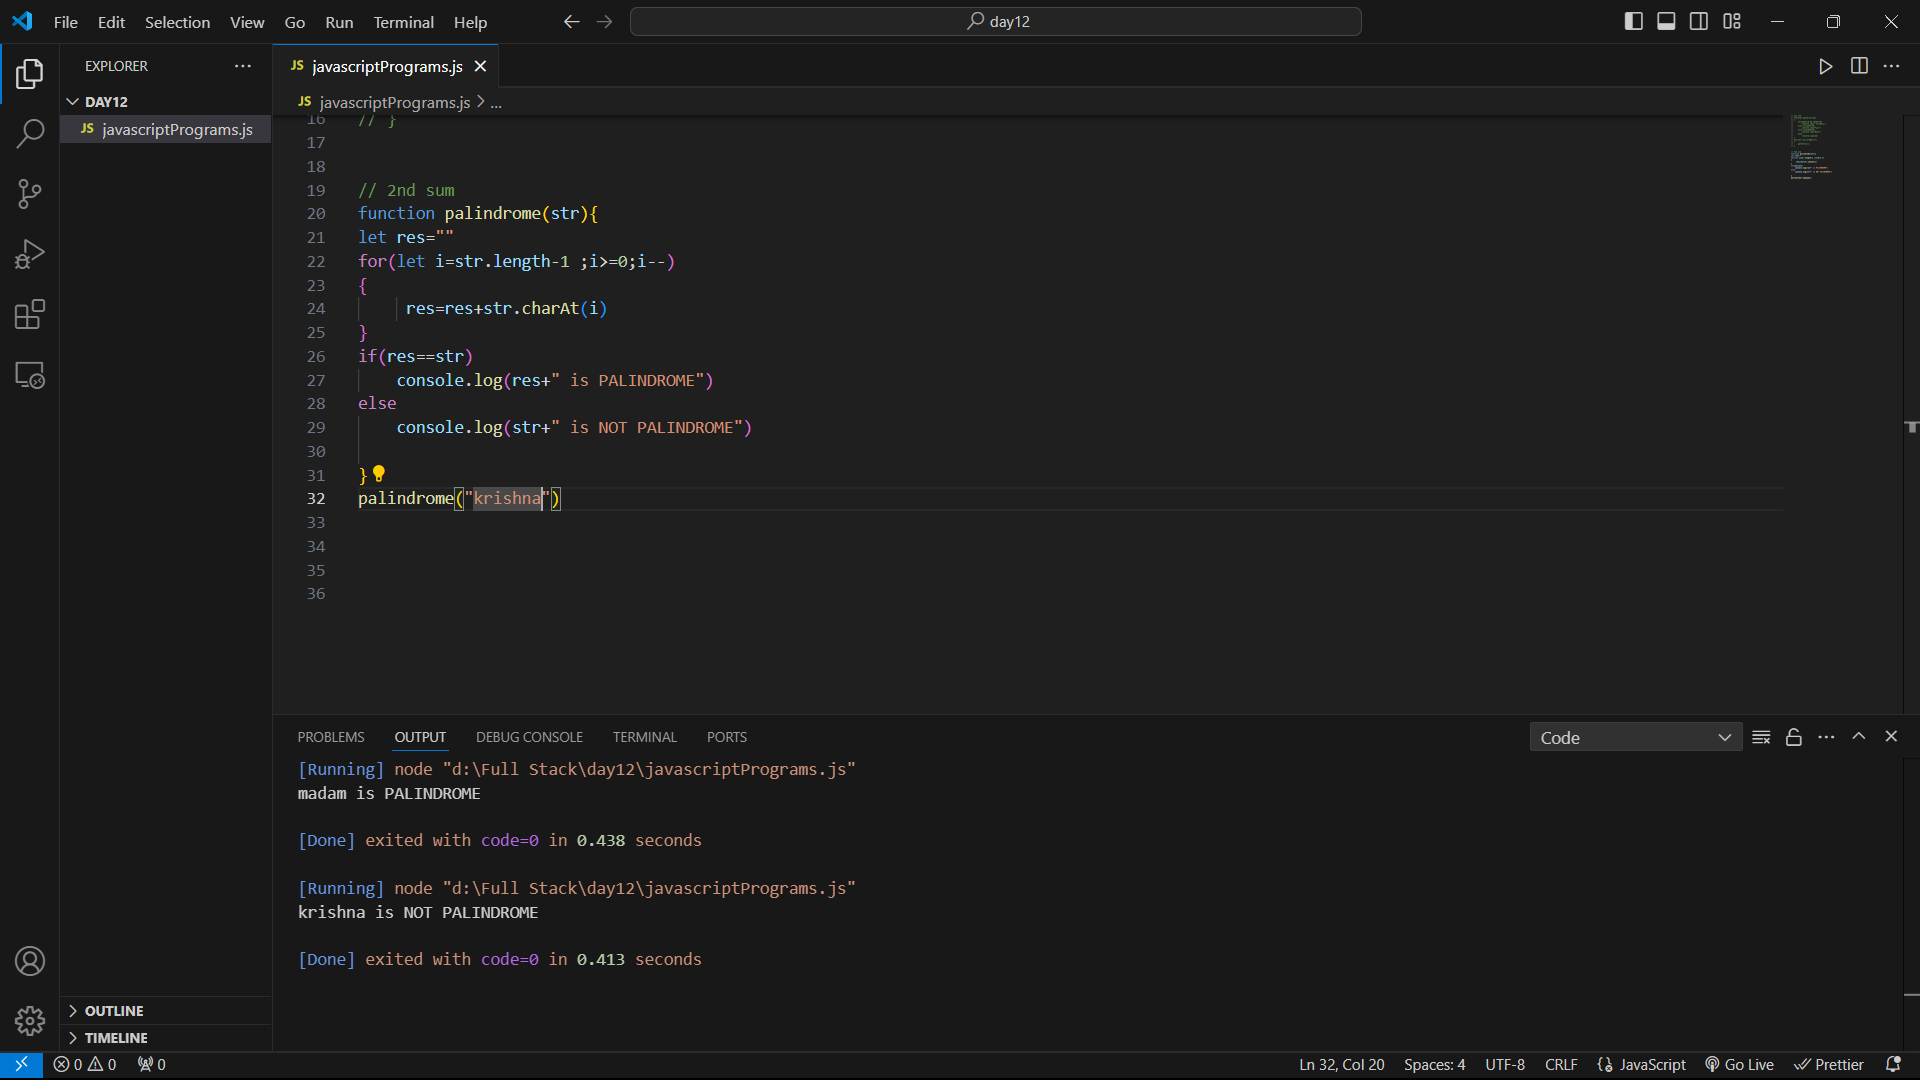 File Edit Selection View Go Run Terminal Help day12
EXPLORER
DAY12
JS javascriptPrograms.js
JS javascriptPrograms.js
JS javascriptPrograms.js > ...
16 // }
17
18
19 // 2nd sum
20 function palindrome(str){
21 let res=""
22 for(let i=str.length-1 ;i>=0;i--)
23 {
24 res=res+str.charAt(i)
25 }
26 if(res==str)
27 console.log(res+" is PALINDROME")
28 else
29 console.log(str+" is NOT PALINDROME")
30
31 }
32 palindrome("krishna")
33
34
35
36
PROBLEMS OUTPUT DEBUG CONSOLE TERMINAL PORTS Code
[Running] node "d:\Full Stack\day12\javascriptPrograms.js"
madam is PALINDROME
[Done] exited with code=0 in 0.438 seconds
[Running] node "d:\Full Stack\day12\javascriptPrograms.js"
krishna is NOT PALINDROME
[Done] exited with code=0 in 0.413 seconds
OUTLINE
TIMELINE
0 0 0 Ln 32, Col 20 Spaces: 4 UTF-8 CRLF JavaScript Go Live Prettier